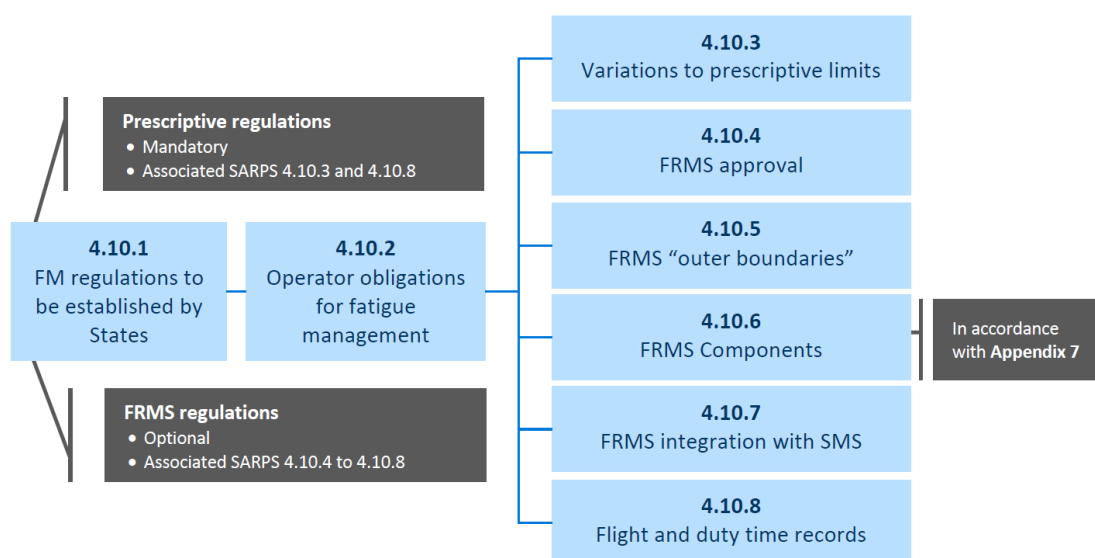 Prescriptive regulations
• Mandatory
• Associated SARPS 4.10.3 and 4.10.8
4.10.1
FM regulations to
be established by
States
4.10.2
Operator obligations
for fatigue
management
FRMS regulations
• Optional
• Associated SARPS 4.10.4 to 4.10.8
4.10.3
Variations to prescriptive limits
4.10.4
FRMS approval
4.10.5
FRMS “outer boundaries”
4.10.6
FRMS Components
In accordance
with Appendix 7
4.10.7
FRMS integration with SMS
4.10.8
Flight and duty time records